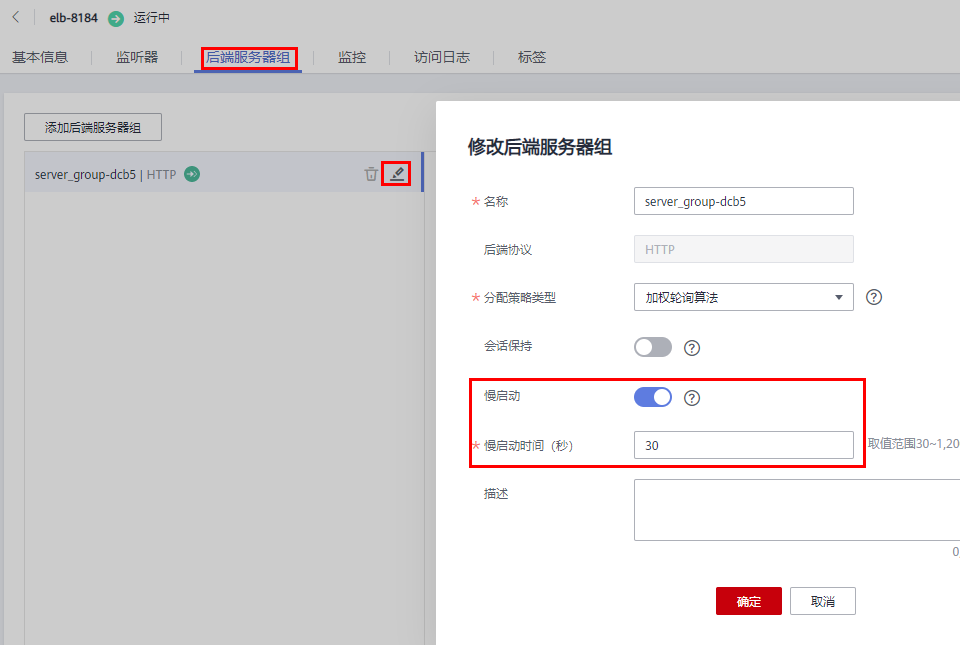 elb-8184 运行中
基本信息 监听器 后端服务器组 监控 访问日志 标签
添加后端服务器组
server_group-dcb5 | HTTP
修改后端服务器组
* 名称 server_group-dcb5
后端协议 HTTP
* 分配策略类型 加权轮询算法 ?
会话保持 ?
慢启动 ?
* 慢启动时间（秒） 30 取值范围30~1,20
描述
0
确定 取消